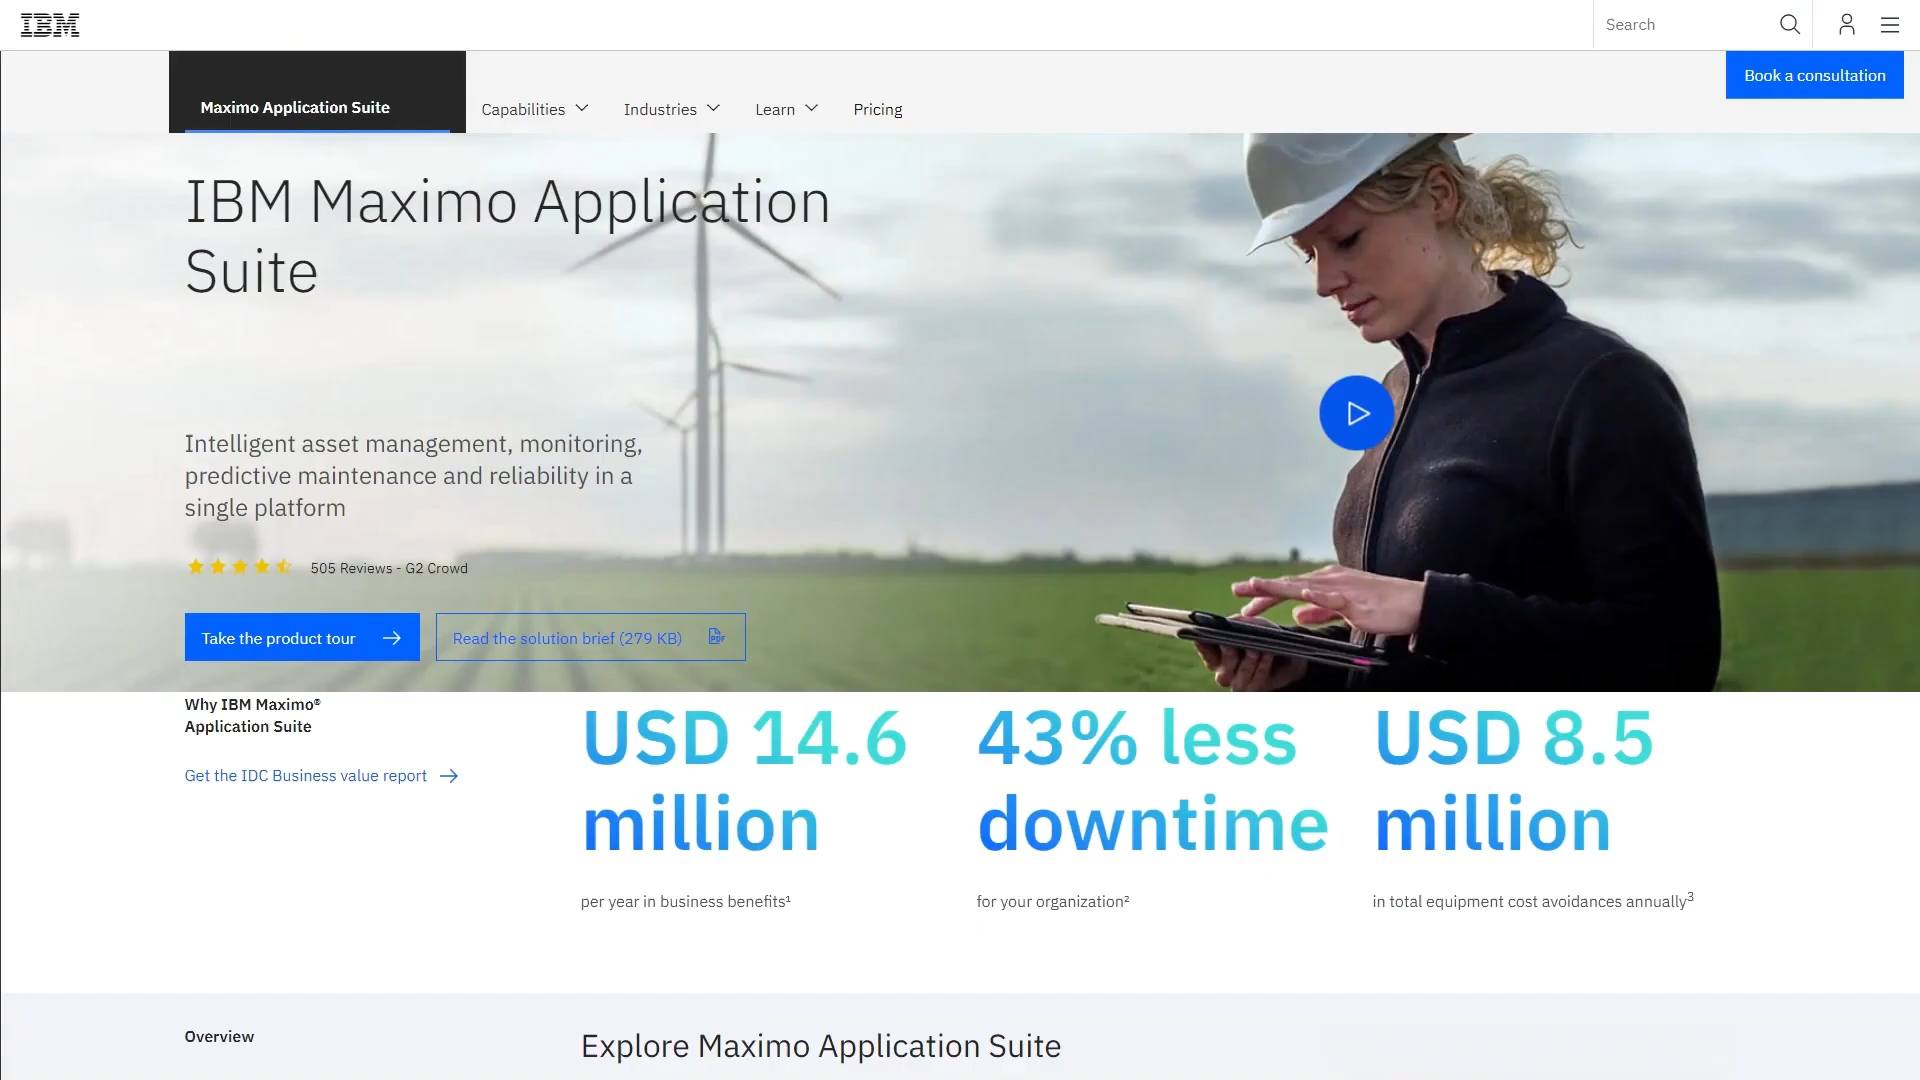 IBM
Search
Book a consultation
Maximo Application Suite
Capabilities
Industries
Learn
Pricing
IBM Maximo Application
Suite
Intelligent asset management, monitoring,
predictive maintenance and reliability in a
single platform
505 Reviews - G2 Crowd
Take the product tour
Read the solution brief (279 KB)
PDF
Why IBM Maximo®
Application Suite
Get the IDC Business value report
USD 14.6
million
per year in business benefits¹
43% less
downtime
for your organization²
USD 8.5
million
in total equipment cost avoidances annually³
Overview
Explore Maximo Application Suite